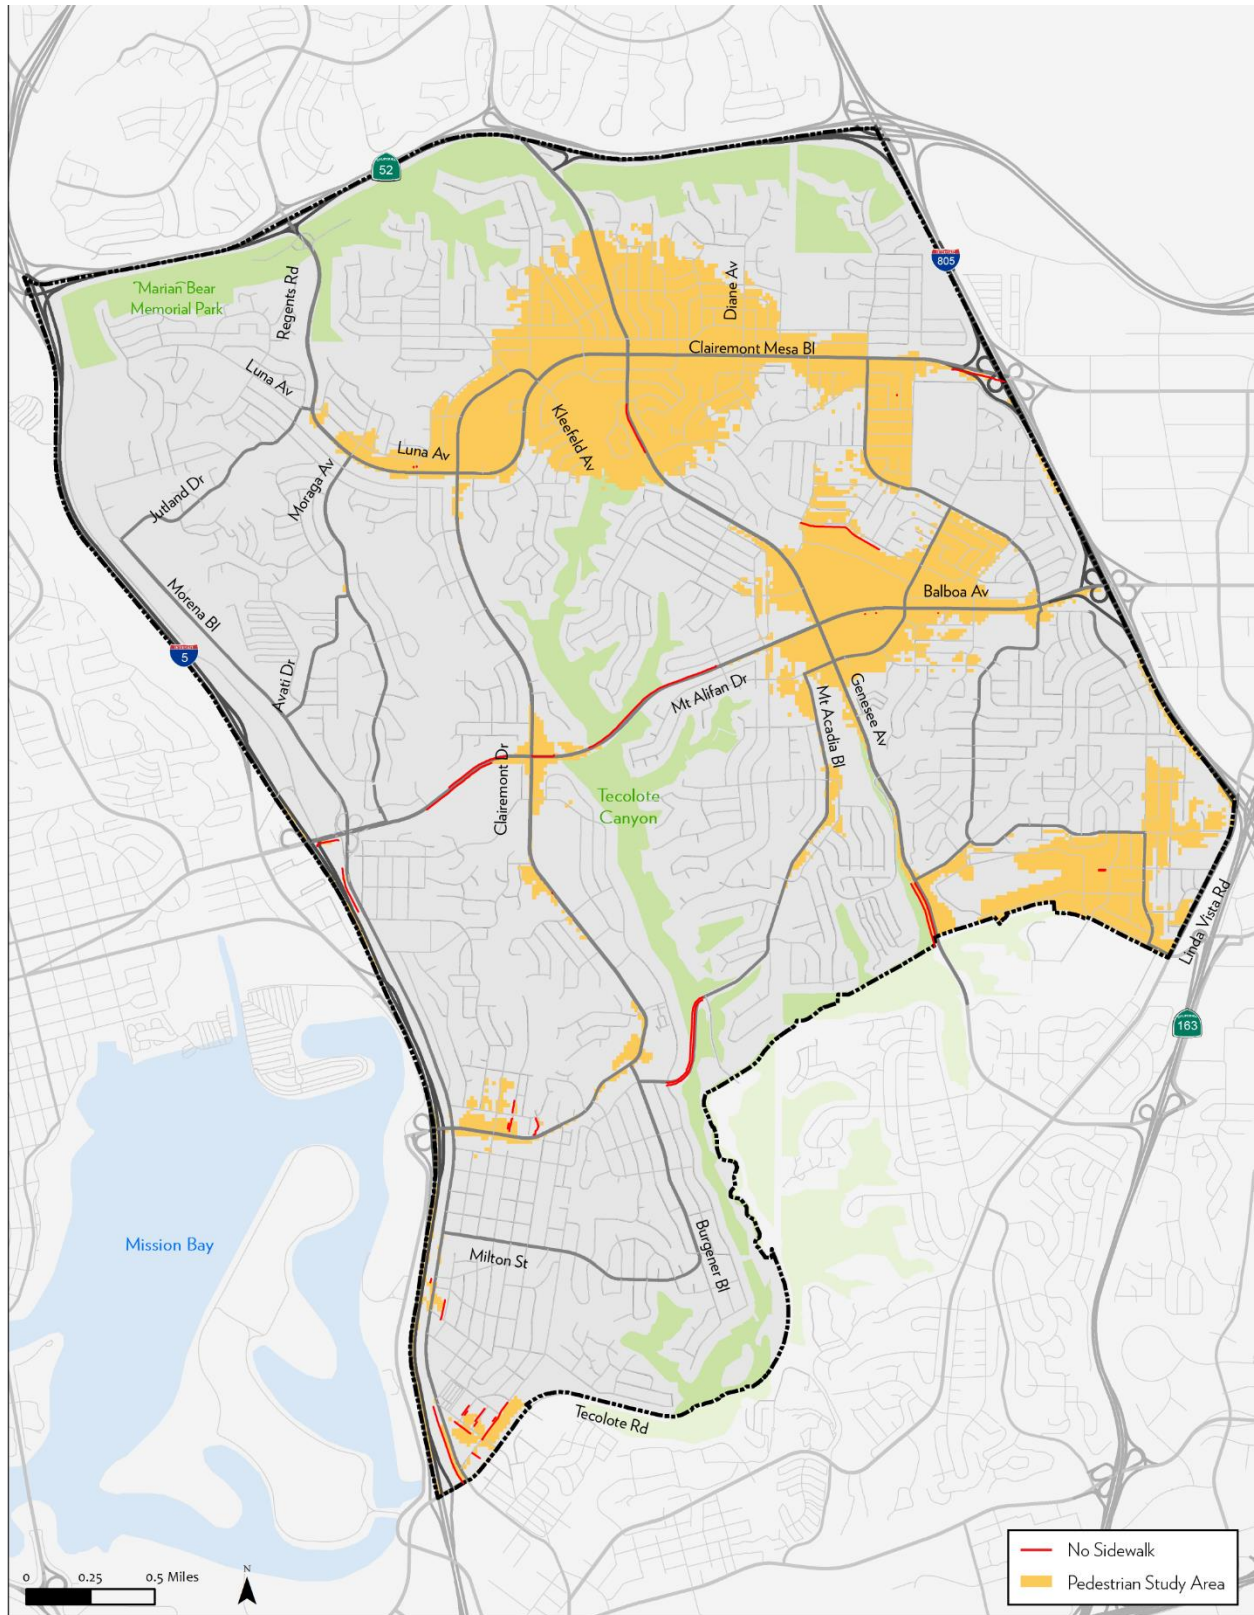 52
805
Marian Bear
Memorial Park
Regents Rd
Diane Av
Clairemont Mesa Bl
Luna Av
Kleefeld Av
Luna Av
Moraga Av
Jutland Dr
Morena Bl
Balboa Av
5
Avati Dr
Mt Alifan Dr
Mt Acadia Bl
Genesee Av
Clairemont Dr
Tecolote
Canyon
Linda Vista Rd
163
Mission Bay
Milton St
Burgener Bl
Tecolote Rd
No Sidewalk
Pedestrian Study Area
0 0.25 0.5 Miles
N